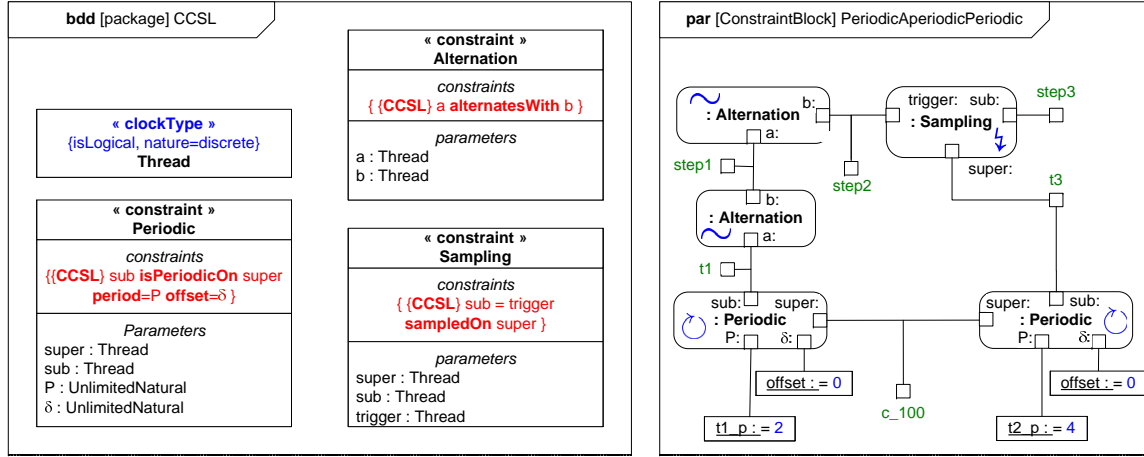 bdd [package] CCSL
« clockType »
{isLogical, nature=discrete}
Thread
« constraint »
Alternation
constraints
{ {CCSL} a alternatesWith b }
parameters
a : Thread
b : Thread
« constraint »
Periodic
constraints
{{CCSL} sub isPeriodicOn super
period=P offset=δ }
Parameters
super : Thread
sub : Thread
P : UnlimitedNatural
δ : UnlimitedNatural
« constraint »
Sampling
constraints
{ {CCSL} sub = trigger
sampledOn super }
parameters
super : Thread
sub : Thread
trigger : Thread
par [ConstraintBlock] PeriodicAperiodicPeriodic
b:
: Alternation
a:
trigger: sub:
: Sampling
super:
step3
step1
step2
t3
b:
: Alternation
a:
t1
sub: super:
: Periodic
P: δ:
super: sub:
: Periodic
P: δ:
offset : = 0
offset : = 0
c_100
t1_p : = 2
t2_p : = 4